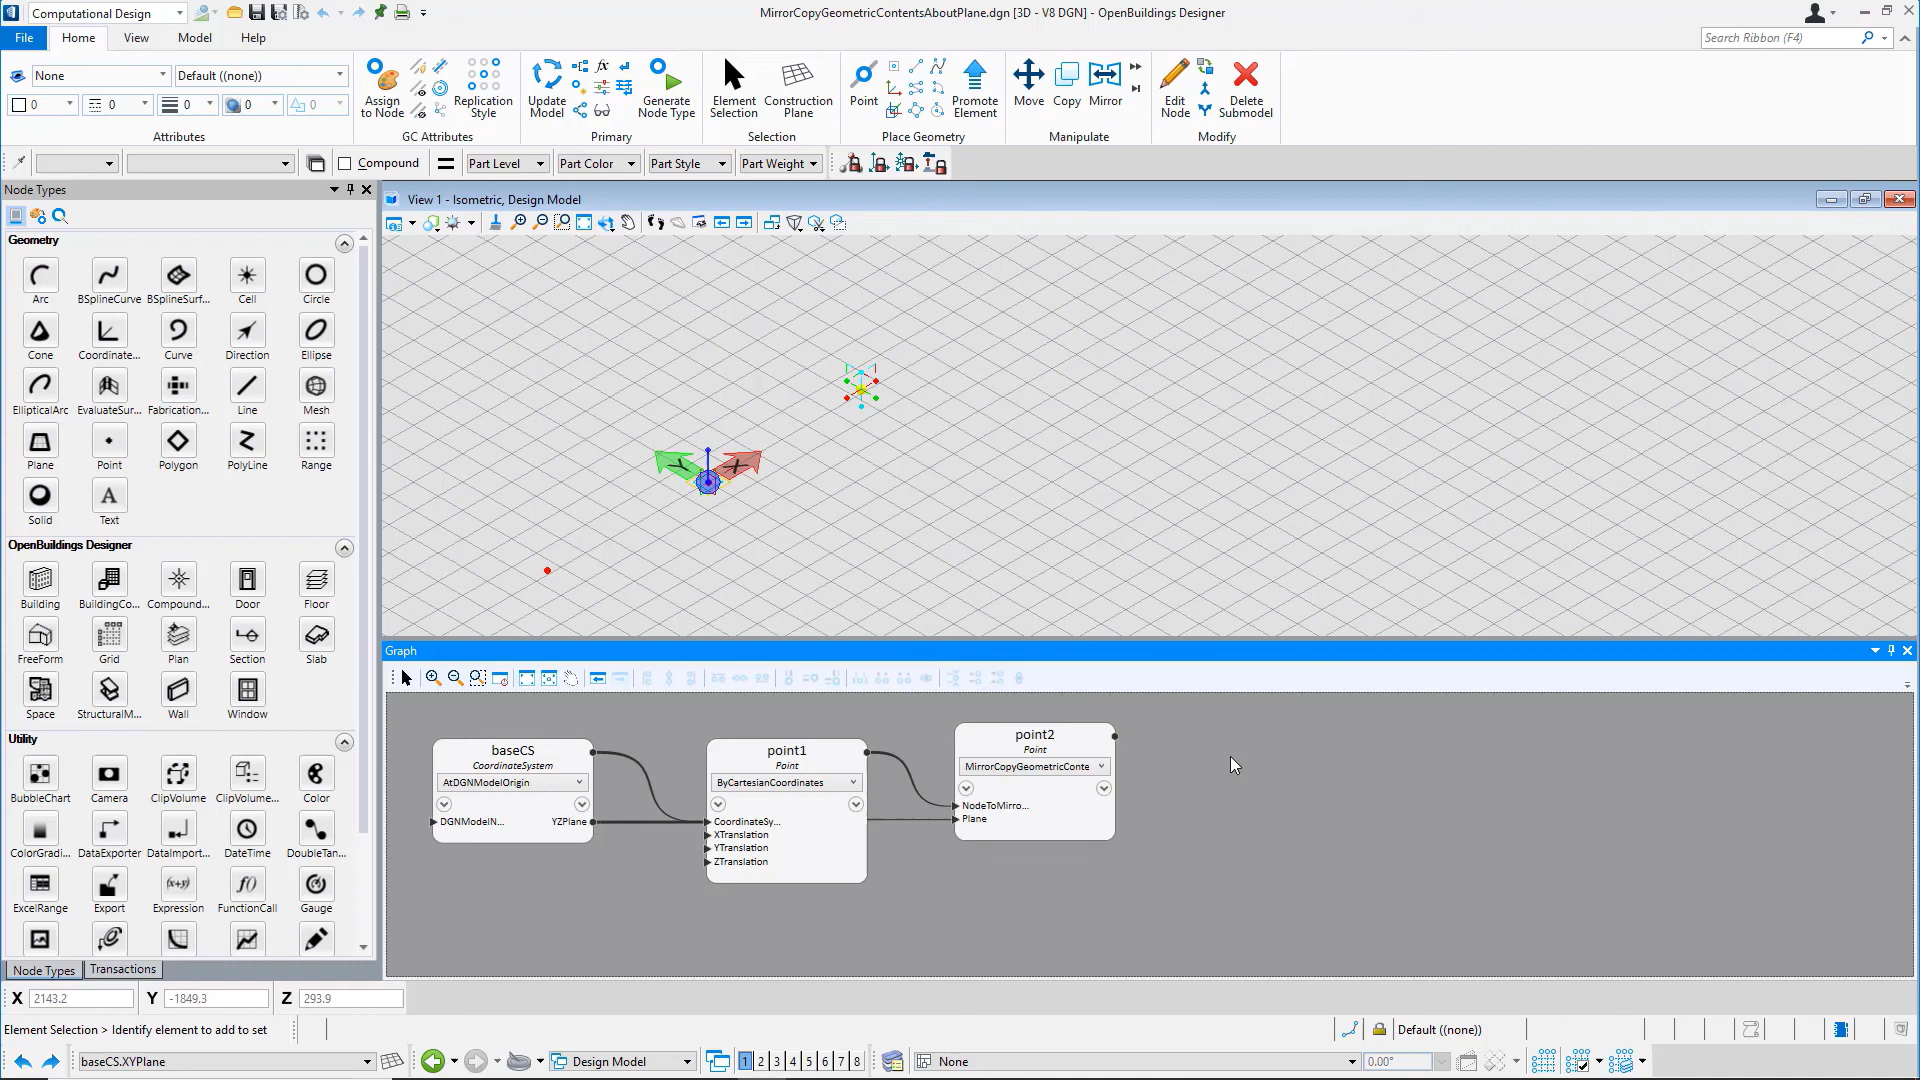 Computational Design
MirrorCopyGeometricContentsAboutPlane.dgn [3D - V8 DGN] - OpenBuildings Designer
File Home View Model Help
Search Ribbon (F4)
None Default ((none))
0 0 0 0 0
Attributes
Assign to Node
Replication Style
GC Attributes
Update Model
Generate Node Type
Primary
Element Selection
Construction Plane
Selection
Point
Promote Element
Place Geometry
Move Copy Mirror
Manipulate
Edit Node
Delete Submodel
Modify
Compound Part Level Part Color Part Style Part Weight
Node Types
Geometry
Arc BSplineCurve BSplineSurf... Cell Circle
Cone Coordinate... Curve Direction Ellipse
EllipticalArc EvaluateSur... Fabrication... Line Mesh
Plane Point Polygon PolyLine Range
Solid Text
OpenBuildings Designer
Building BuildingCo... Compound... Door Floor
FreeForm Grid Plan Section Slab
Space StructuralM... Wall Window
Utility
BubbleChart Camera ClipVolume ClipVolume... Color
ColorGradi... DataExporter DataImport... DateTime DoubleTan...
ExcelRange Export Expression FunctionCall Gauge
Node Types Transactions
View 1 - Isometric, Design Model
Y X
Graph
baseCS
CoordinateSystem
AtDGNModelOrigin
DGNModelN... YZPlane
point1
Point
ByCartesianCoordinates
CoordinateSy...
XTranslation
YTranslation
ZTranslation
point2
Point
MirrorCopyGeometricConte
NodeToMirro...
Plane
X 2143.2 Y -1849.3 Z 293.9
Element Selection > Identify element to add to set
Default ((none))
baseCS.XYPlane
Design Model
1 2 3 4 5 6 7 8
None
0.00°